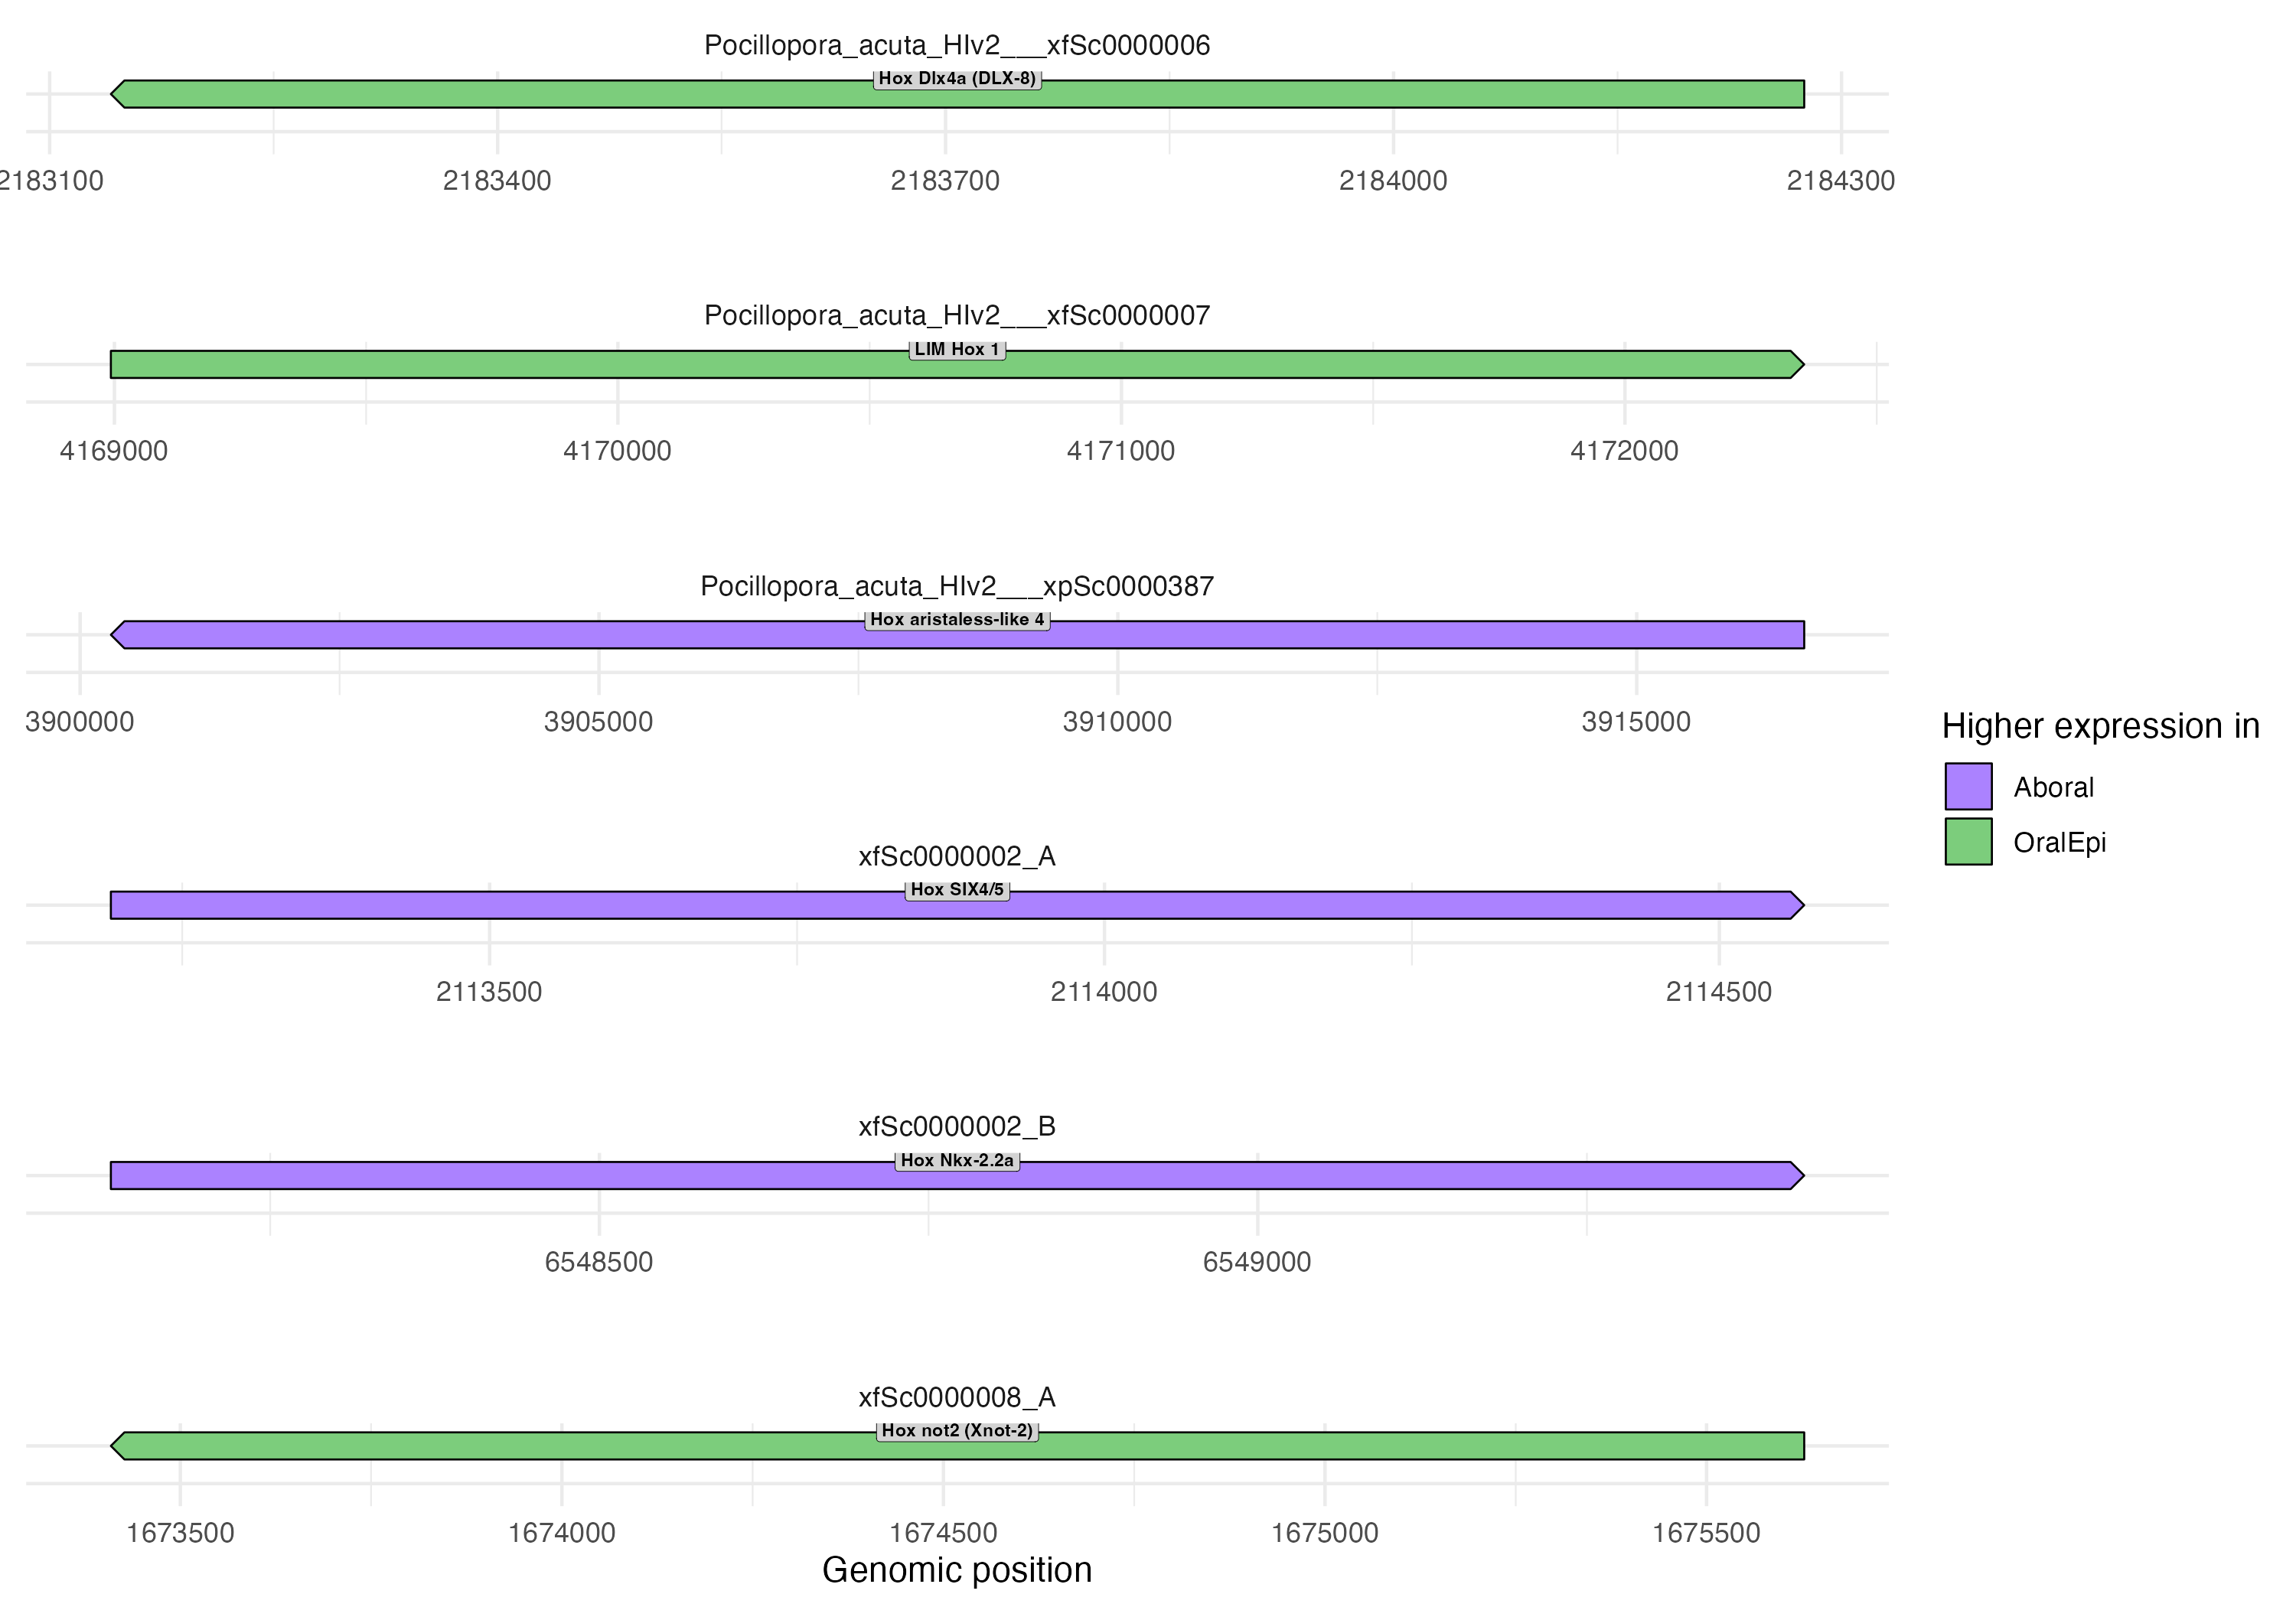 Pocillopora_acuta_HIv2___xfSc0000006
Hox Dlx4a (DLX-8)
2183100 2183400 2183700 2184000 2184300
Pocillopora_acuta_HIv2___xfSc0000007
LIM Hox 1
4169000 4170000 4171000 4172000
Pocillopora_acuta_HIv2___xpSc0000387
Hox aristaless-like 4
3900000 3905000 3910000 3915000
Higher expression in
Aboral
OralEpi
xfSc0000002_A
Hox SIX4/5
2113500 2114000 2114500
xfSc0000002_B
Hox Nkx-2.2a
6548500 6549000
xfSc0000008_A
Hox not2 (Xnot-2)
1673500 1674000 1674500 1675000 1675500
Genomic position